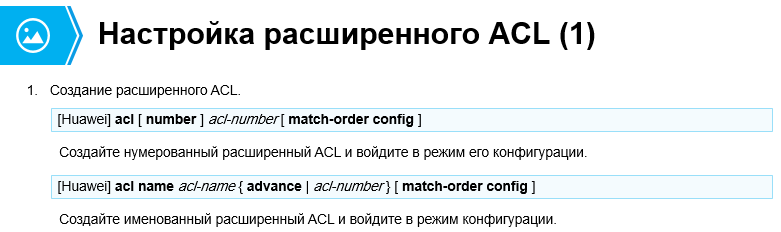 Настройка расширенного ACL (1)
1. Создание расширенного ACL.
[Huawei] acl [ number ] acl-number [ match-order config ]
Создайте нумерованный расширенный ACL и войдите в режим его конфигурации.
[Huawei] acl name acl-name { advance | acl-number } [ match-order config ]
Создайте именованный расширенный ACL и войдите в режим конфигурации.